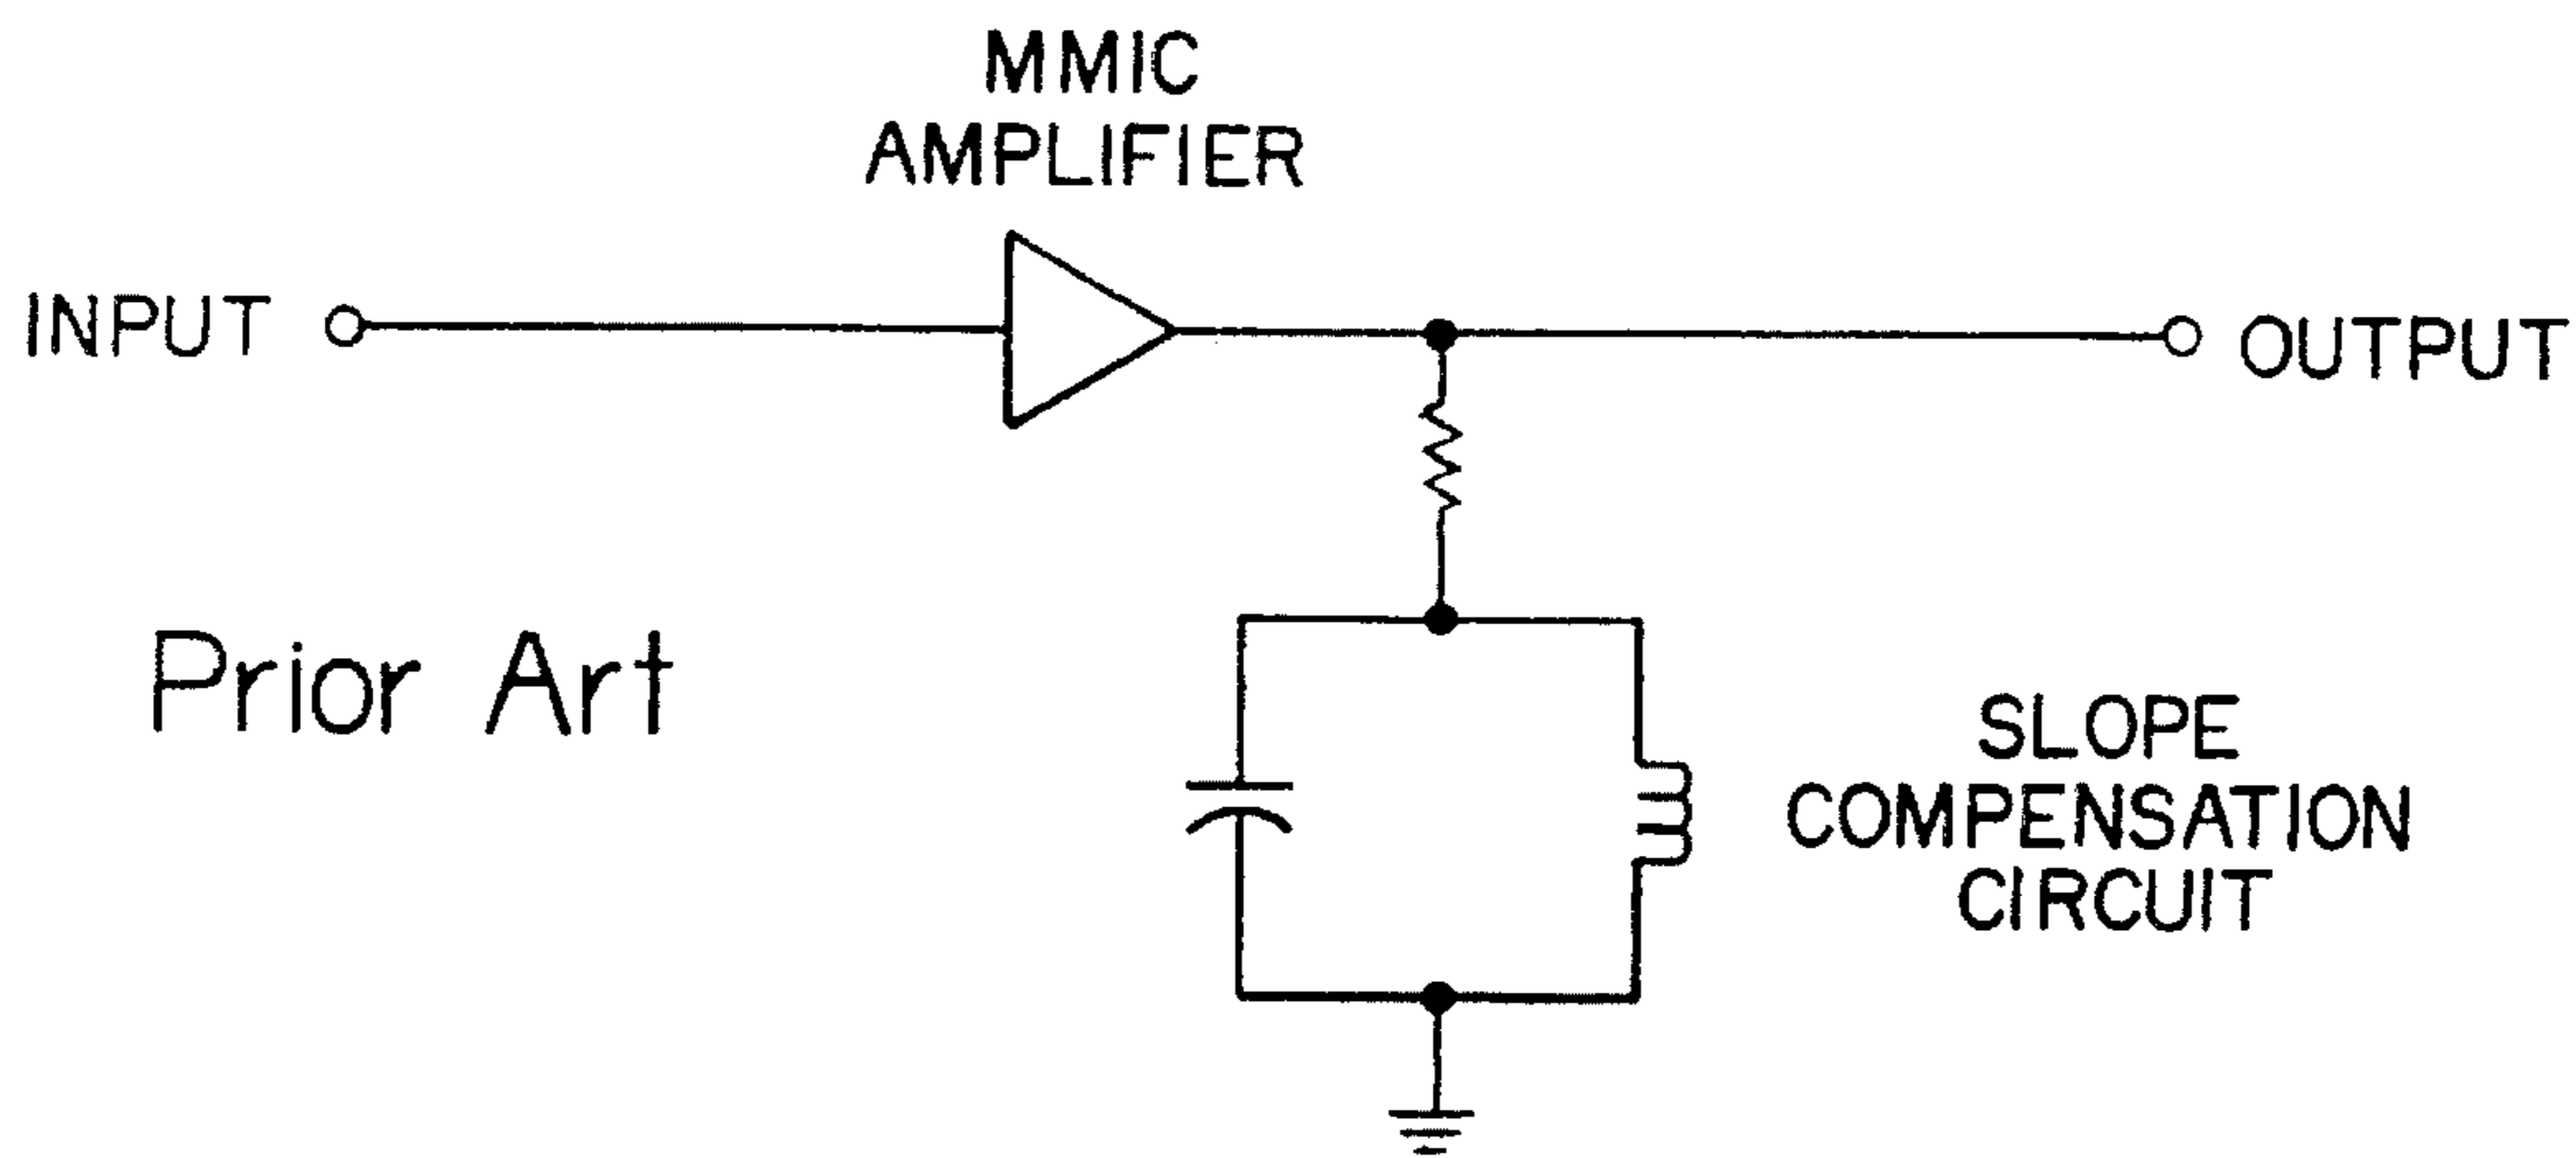 MMIC
AMPLIFIER
INPUT
OUTPUT
Prior Art
SLOPE
COMPENSATION
CIRCUIT